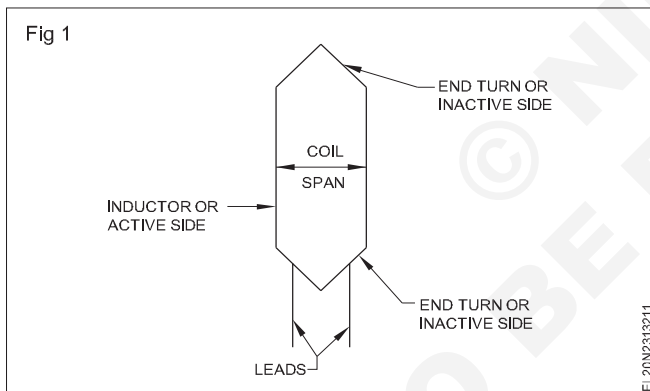 Fig 1
END TURN OR
INACTIVE SIDE
COIL
SPAN
INDUCTOR OR
ACTIVE SIDE
END TURN OR
INACTIVE SIDE
LEADS
EL20N2313211